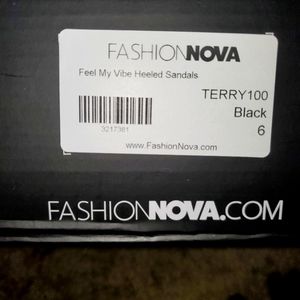 FASHIONNOVA
Feel My Vibe Heeled Sandals
TERRY100
Black
6
3217381
www.FashionNova.com
FASHIONNOVA.COM